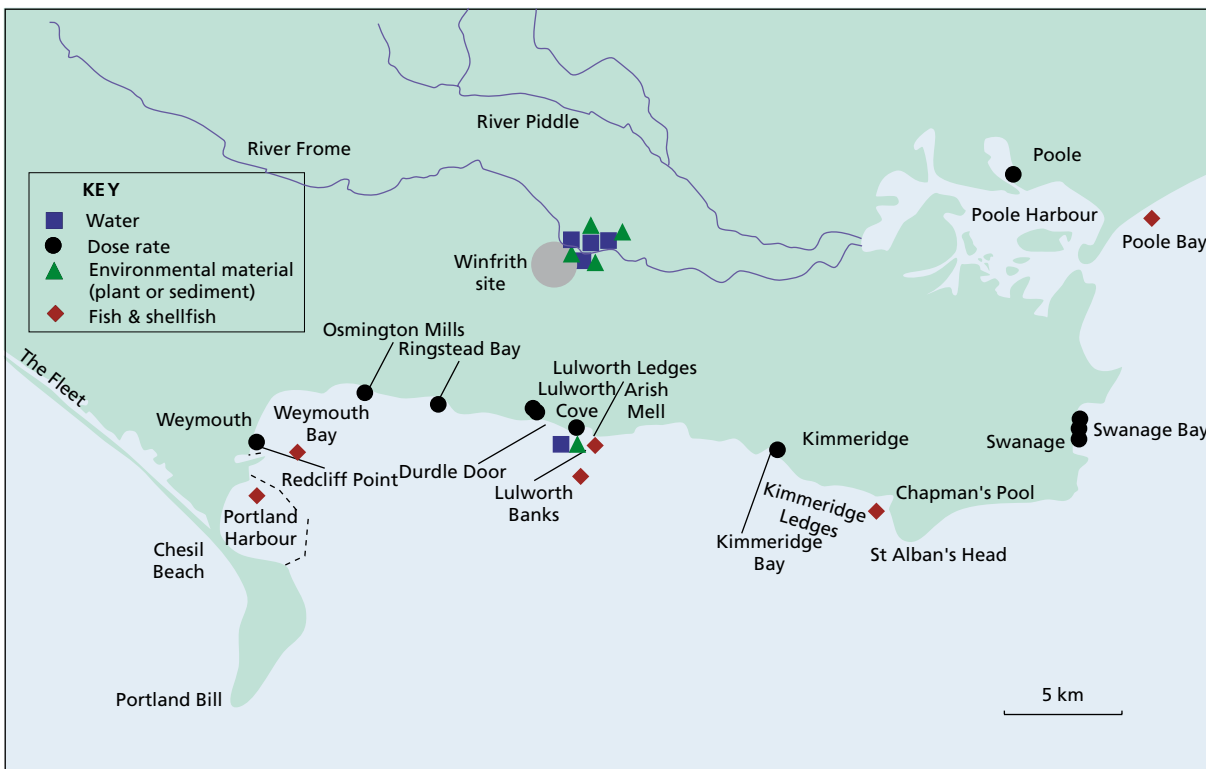 River Piddle
River Frome
Poole
KEY
Water
Dose rate
Environmental material
(plant or sediment)
Fish & shellfish
Poole Harbour
Poole Bay
Winfrith
site
Osmington Mills
Ringstead Bay
The Fleet
Lulworth Ledges
Lulworth
Cove
Arish
Mell
Weymouth
Weymouth
Bay
Redcliff Point
Durdle Door
Lulworth
Banks
Kimmeridge
Swanage
Swanage Bay
Portland
Harbour
Kimmeridge
Ledges
Chapman's Pool
Kimmeridge
Bay
St Alban's Head
Chesil
Beach
Portland Bill
5 km